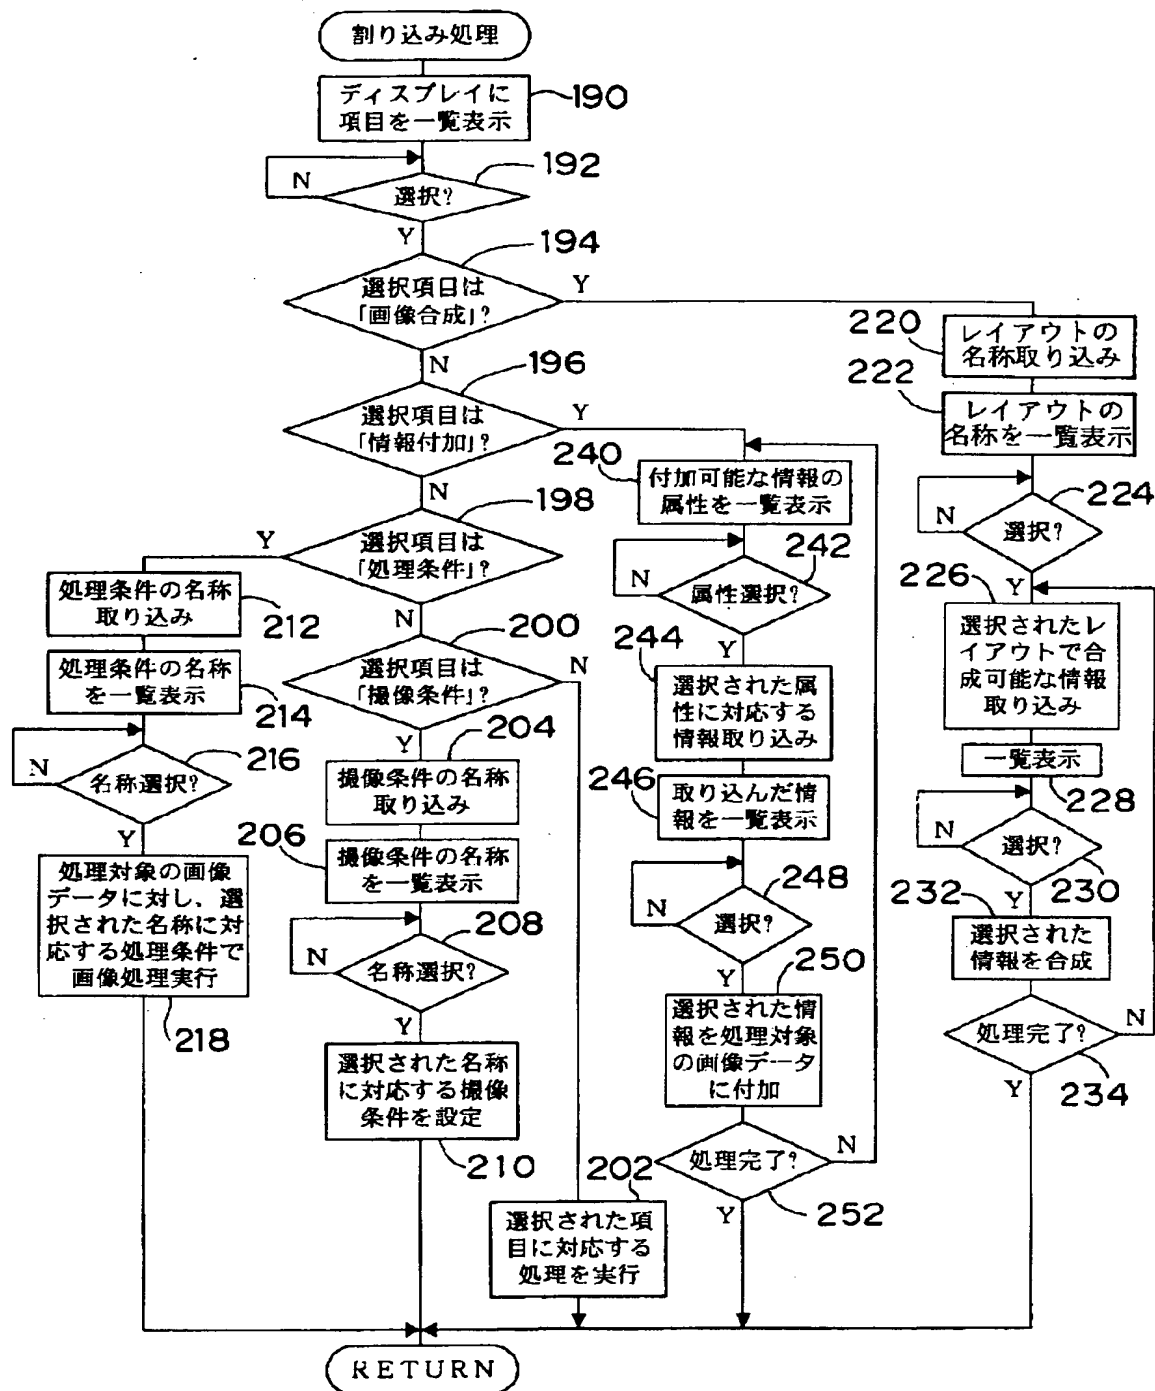 割り込み処理
ディスプレイに
項目を一覧表示
190
192
選択?
N
Y
194
選択項目は
「画像合成」?
Y
N
196
選択項目は
「情報付加」?
Y
N
198
選択項目は
「処理条件」?
Y
N
200
選択項目は
「撮像条件」?
N
Y
処理条件の名称
取り込み
212
処理条件の名称
を一覧表示
214
名称選択?
216
N
Y
処理対象の画像
データに対し、選
択された名称に対
応する処理条件で
画像処理実行
218
204
撮像条件の名称
取り込み
206
撮像条件の名称
を一覧表示
208
名称選択?
N
Y
選択された名称
に対応する撮像
条件を設定
210
202
選択された項
目に対応する
処理を実行
240
付加可能な情報の
属性を一覧表示
242
属性選択?
N
Y
244
選択された属
性に対応する
情報取り込み
246
取り込んだ情
報を一覧表示
248
選択?
N
Y
250
選択された情
報を処理対象
の画像データ
に付加
処理完了?
N
Y
252
220
レイアウトの
名称取り込み
222
レイアウトの
名称を一覧表示
224
選択?
N
Y
226
選択されたレ
イアウトで合
成可能な情報
取り込み
一覧表示
228
選択?
N
Y
230
232
選択された
情報を合成
処理完了?
N
Y
234
RETURN